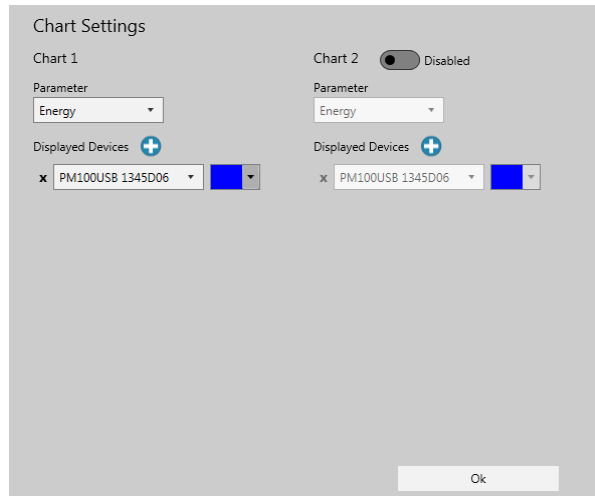 Chart Settings
Chart 1
Chart 2 Disabled
Parameter
Parameter
Energy
Energy
Displayed Devices
Displayed Devices
x PM100USB 1345D06
x PM100USB 1345D06
Ok